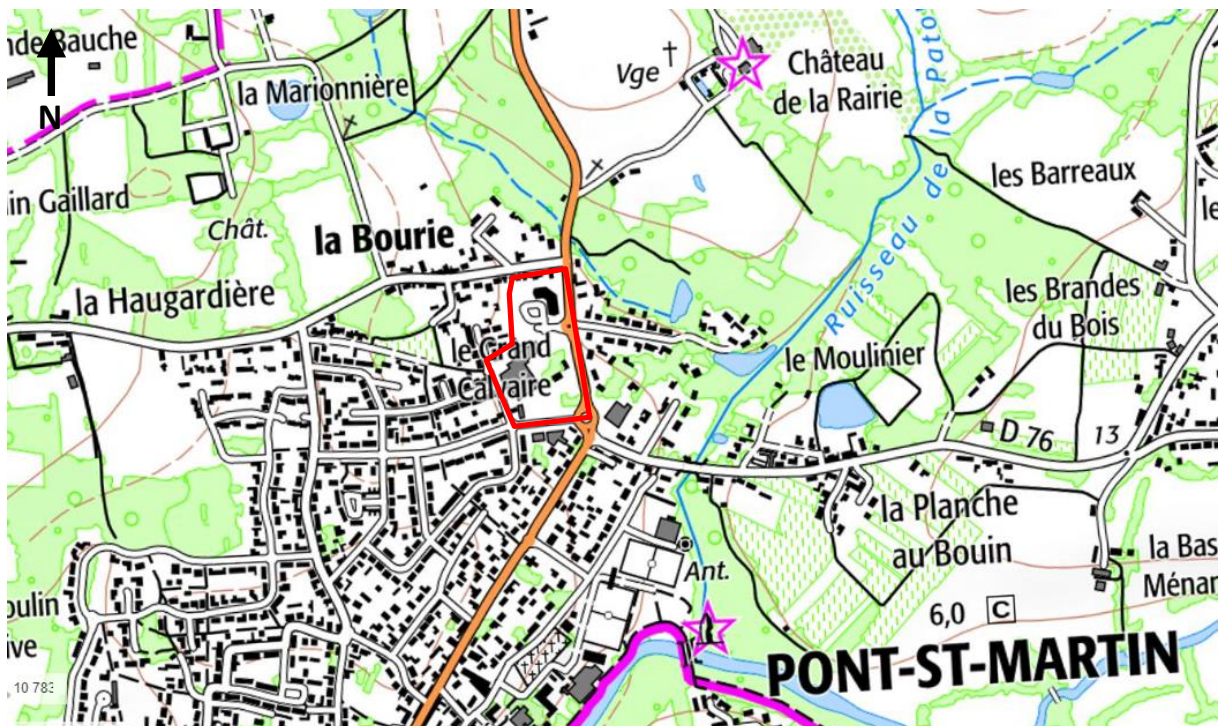 nde Bauche
N
la Marionnière
Vge
Château
de la Rairie
Ruisseau de la Pato
in Gaillard
Chât.
la Bourie
les Barreaux
le
la Haugardière
les Brandes
du Bois
le Grand
Calvaire
le Moulinier
D 76
13
la Planche
au Bouin
la Bas
Ménar
Ant.
oulin
ve
6,0
C
PONT-ST-MARTIN
10 783